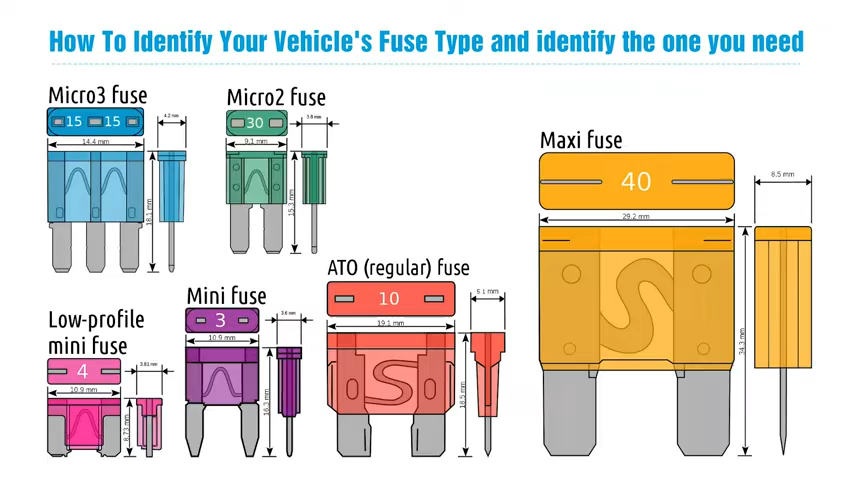 How To Identify Your Vehicle's Fuse Type and identify the one you need
Micro3 fuse
15 15
4.2 mm
14.4 mm
18.1 mm
Micro2 fuse
30
3.8 mm
9.1 mm
15.3 mm
Maxi fuse
40
8.5 mm
29.2 mm
34.3 mm
Low-profile
mini fuse
4
3.81 mm
10.9 mm
8.73 mm
Mini fuse
3
3.6 mm
10.9 mm
16.3 mm
ATO (regular) fuse
10
5.1 mm
19.1 mm
18.5 mm